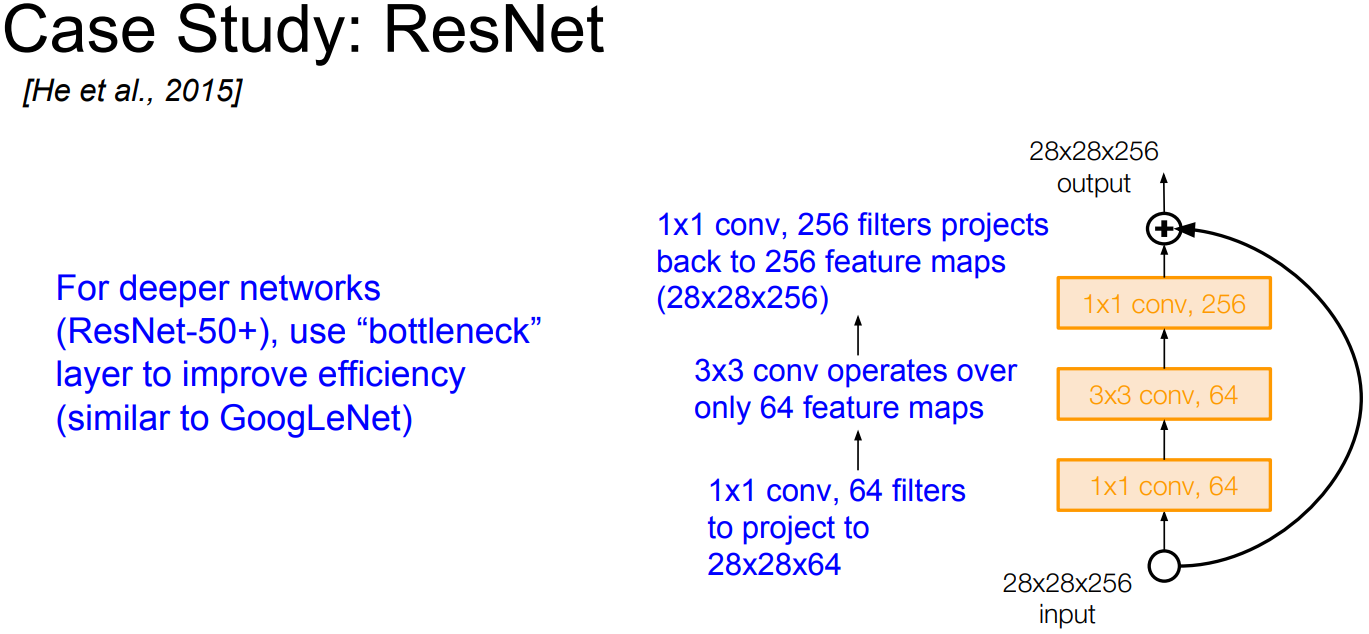 Case Study: ResNet
[He et al., 2015]
For deeper networks
(ResNet-50+), use “bottleneck”
layer to improve efficiency
(similar to GoogLeNet)
1x1 conv, 256 filters projects
back to 256 feature maps
(28x28x256)
3x3 conv operates over
only 64 feature maps
1x1 conv, 64 filters
to project to
28x28x64
28x28x256
output
+
1x1 conv, 256
3x3 conv, 64
1x1 conv, 64
28x28x256
input